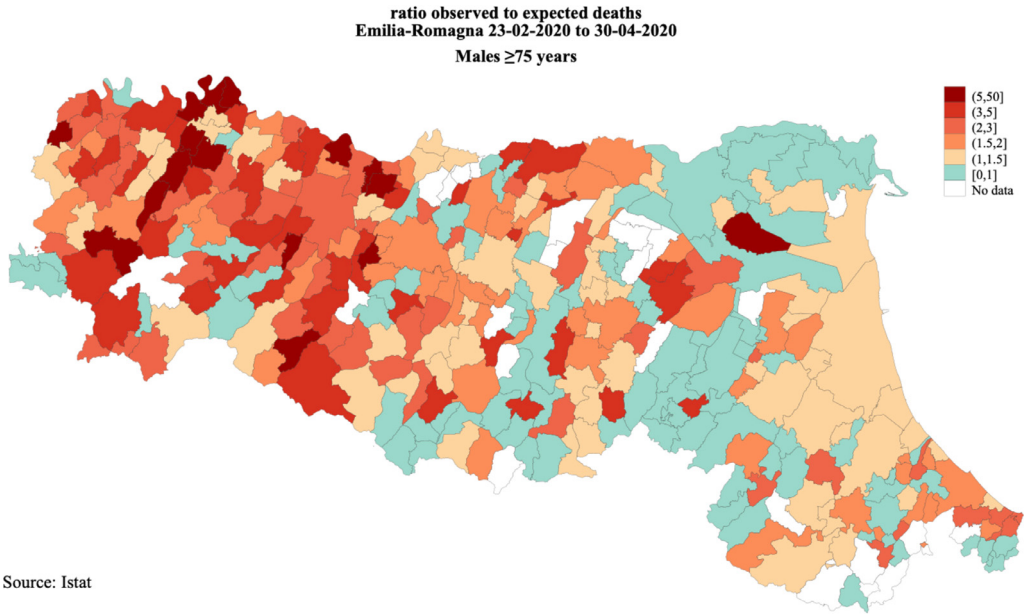 ratio observed to expected deaths
Emilia-Romagna 23-02-2020 to 30-04-2020
Males ≥75 years
(5,50]
(3,5]
(2,3]
(1.5,2]
(1,1.5]
[0,1]
No data
Source: Istat